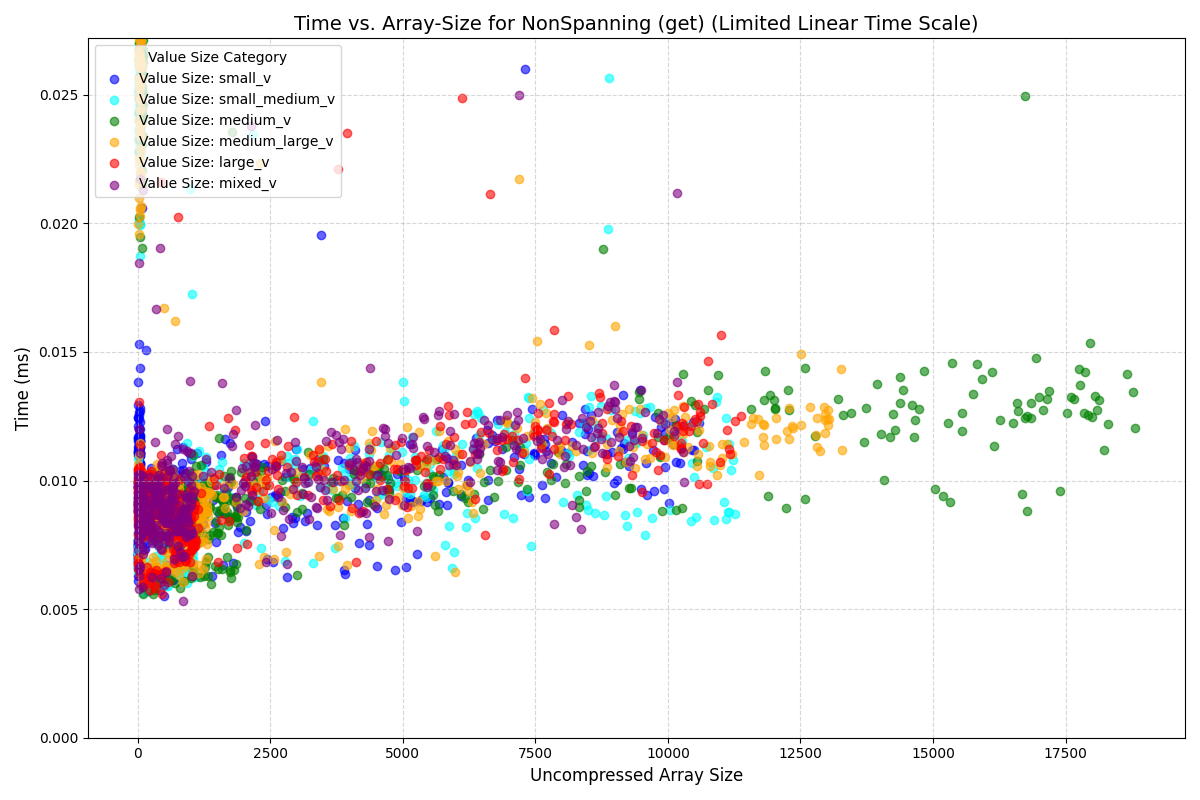 Time vs. Array-Size for NonSpanning (get) (Limited Linear Time Scale)
Value Size Category
Value Size: small_v
Value Size: small_medium_v
Value Size: medium_v
Value Size: medium_large_v
Value Size: large_v
Value Size: mixed_v
Time (ms)
0.025
0.020
0.015
0.010
0.005
0.000
0
2500
5000
7500
10000
12500
15000
17500
Uncompressed Array Size